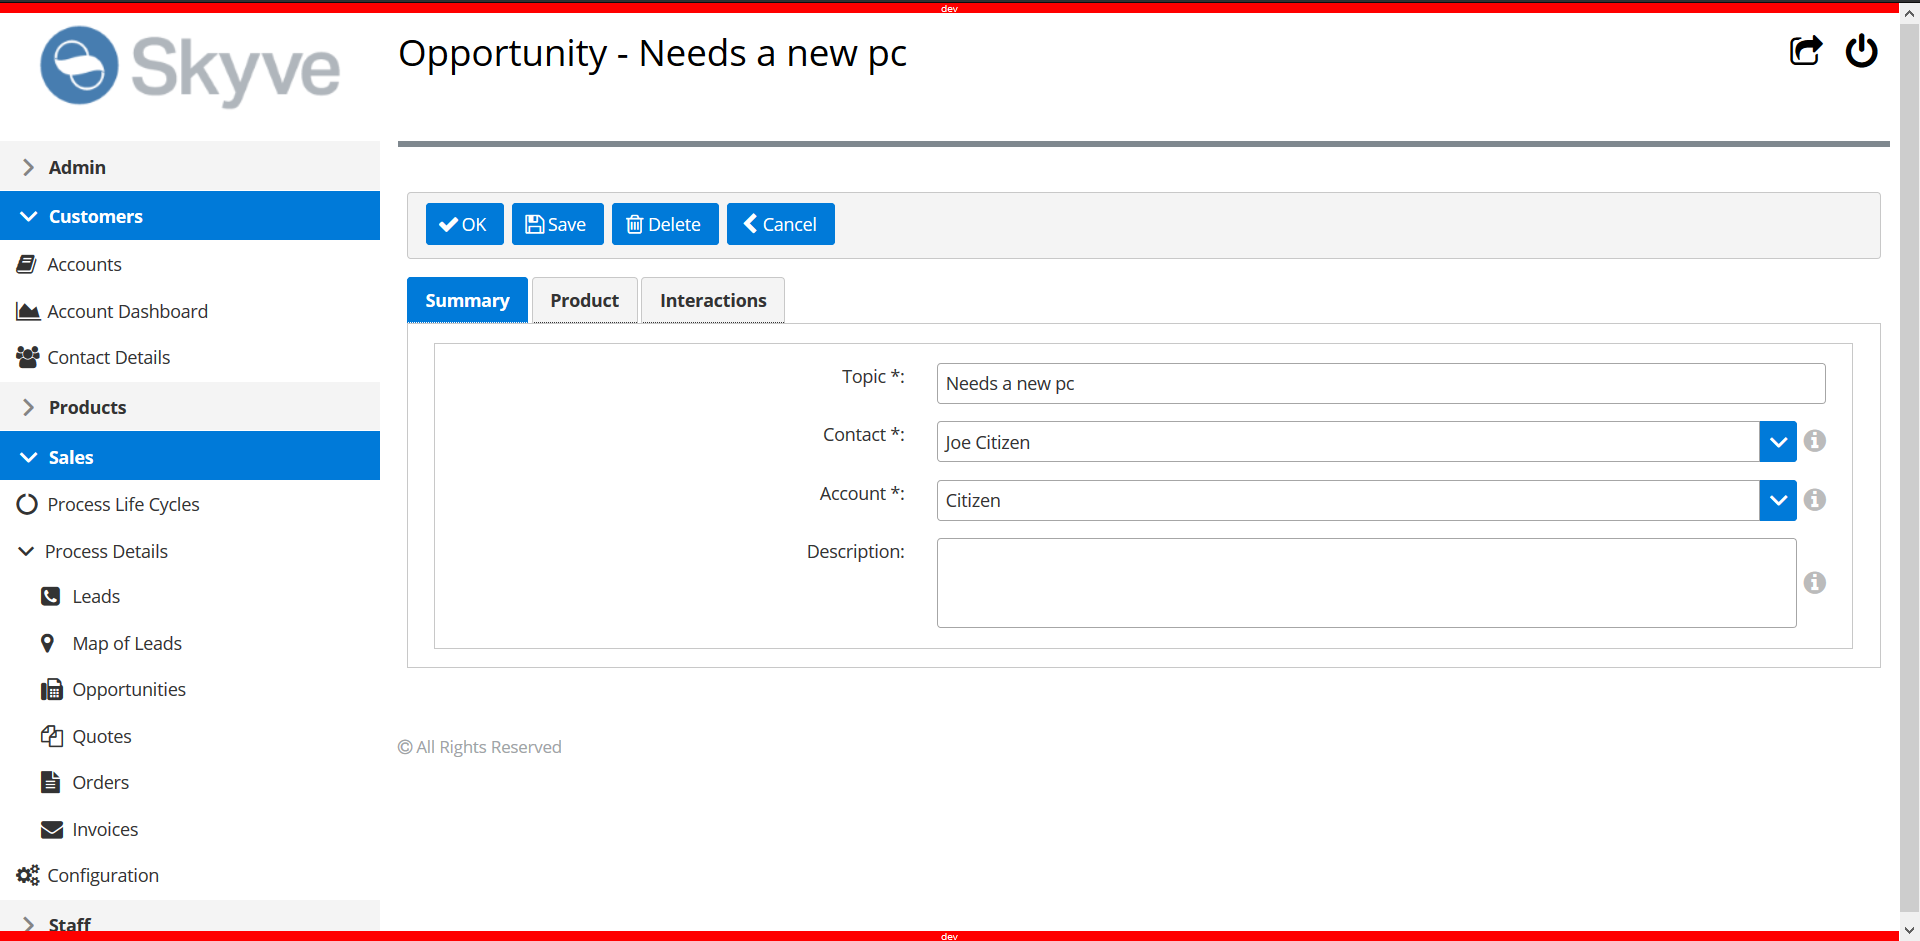 dev
Skyve
Opportunity - Needs a new pc
Admin
Customers
Accounts
Account Dashboard
Contact Details
Products
Sales
Process Life Cycles
Process Details
Leads
Map of Leads
Opportunities
Quotes
Orders
Invoices
Configuration
Staff
OK Save Delete Cancel
Summary Product Interactions
Topic *: Needs a new pc
Contact *: Joe Citizen
Account *: Citizen
Description:
© All Rights Reserved
dev